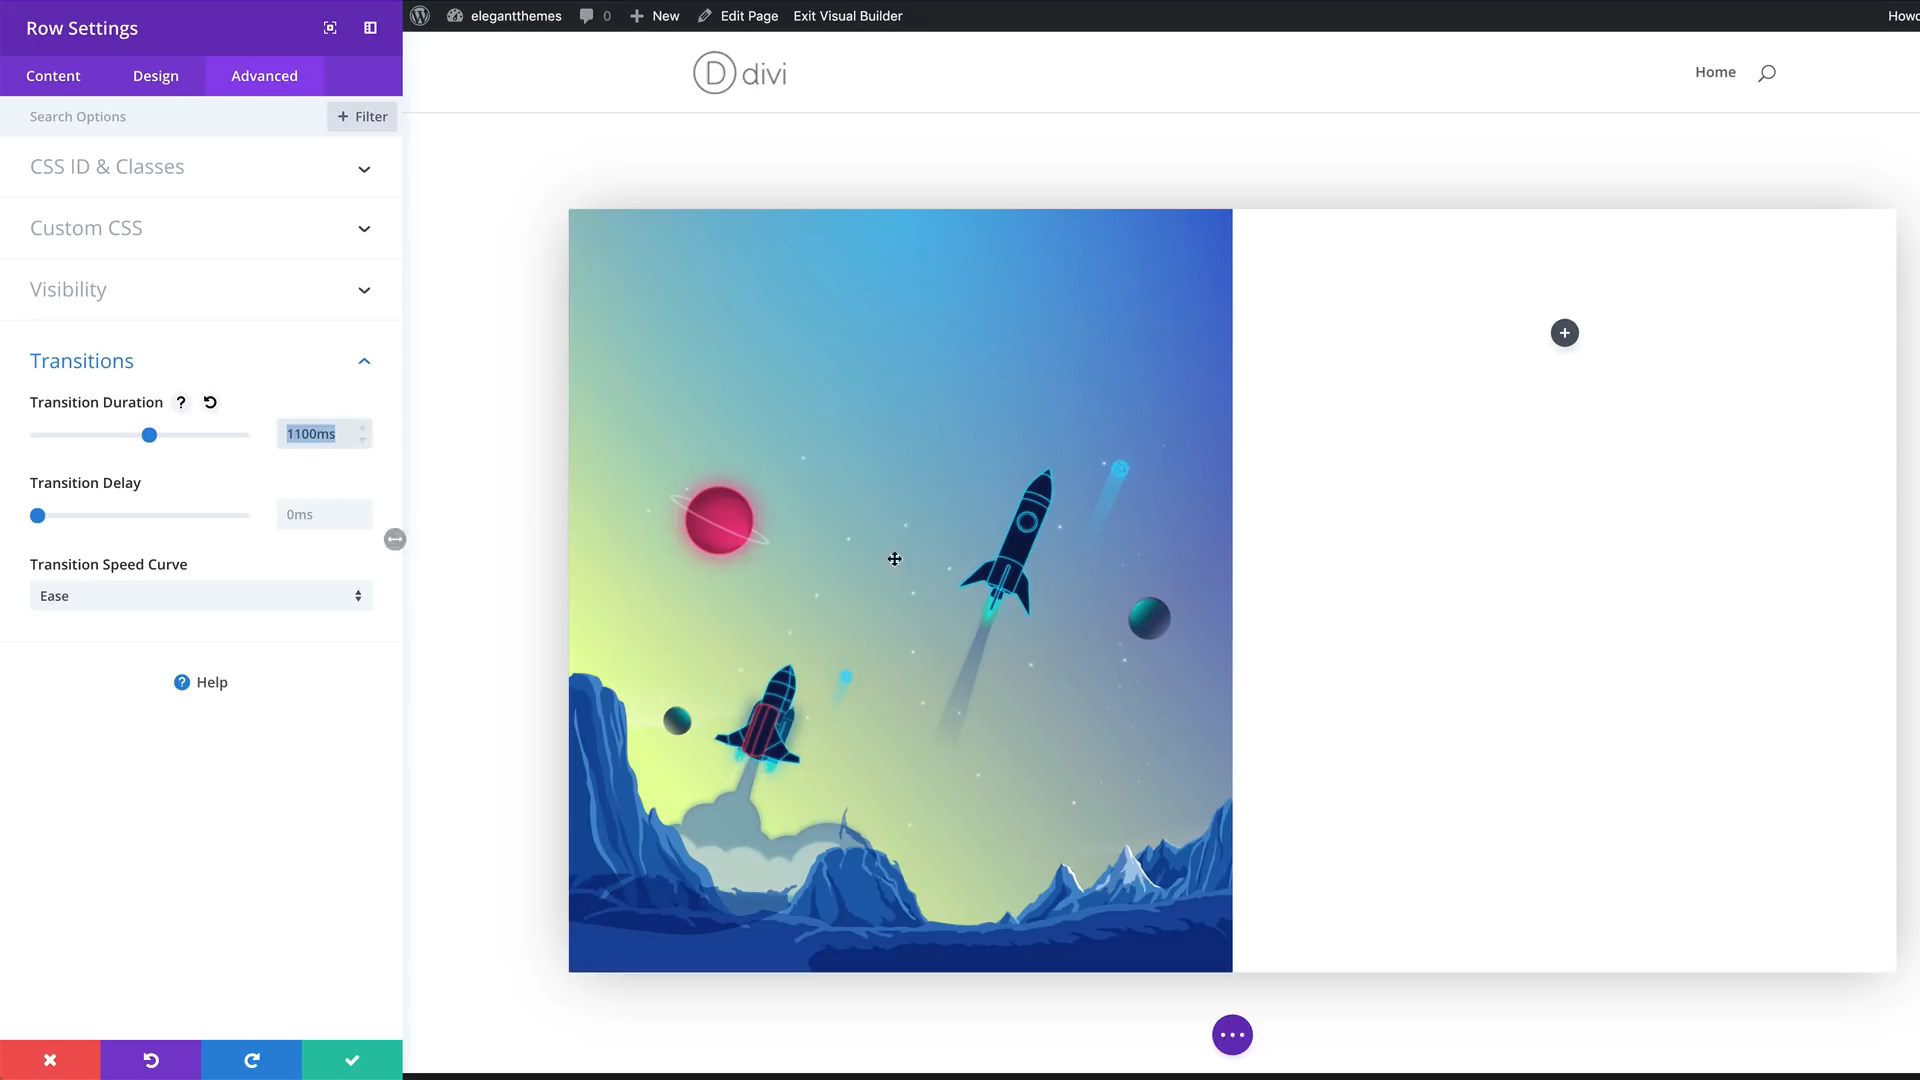 Row Settings
elegantthemes
0
New
Edit Page
Exit Visual Builder
Content
Design
Advanced
D divi
Home
Search Options
+ Filter
CSS ID & Classes
Custom CSS
Visibility
Transitions
Transition Duration ?
1100ms
Transition Delay
0ms
Transition Speed Curve
Ease
? Help